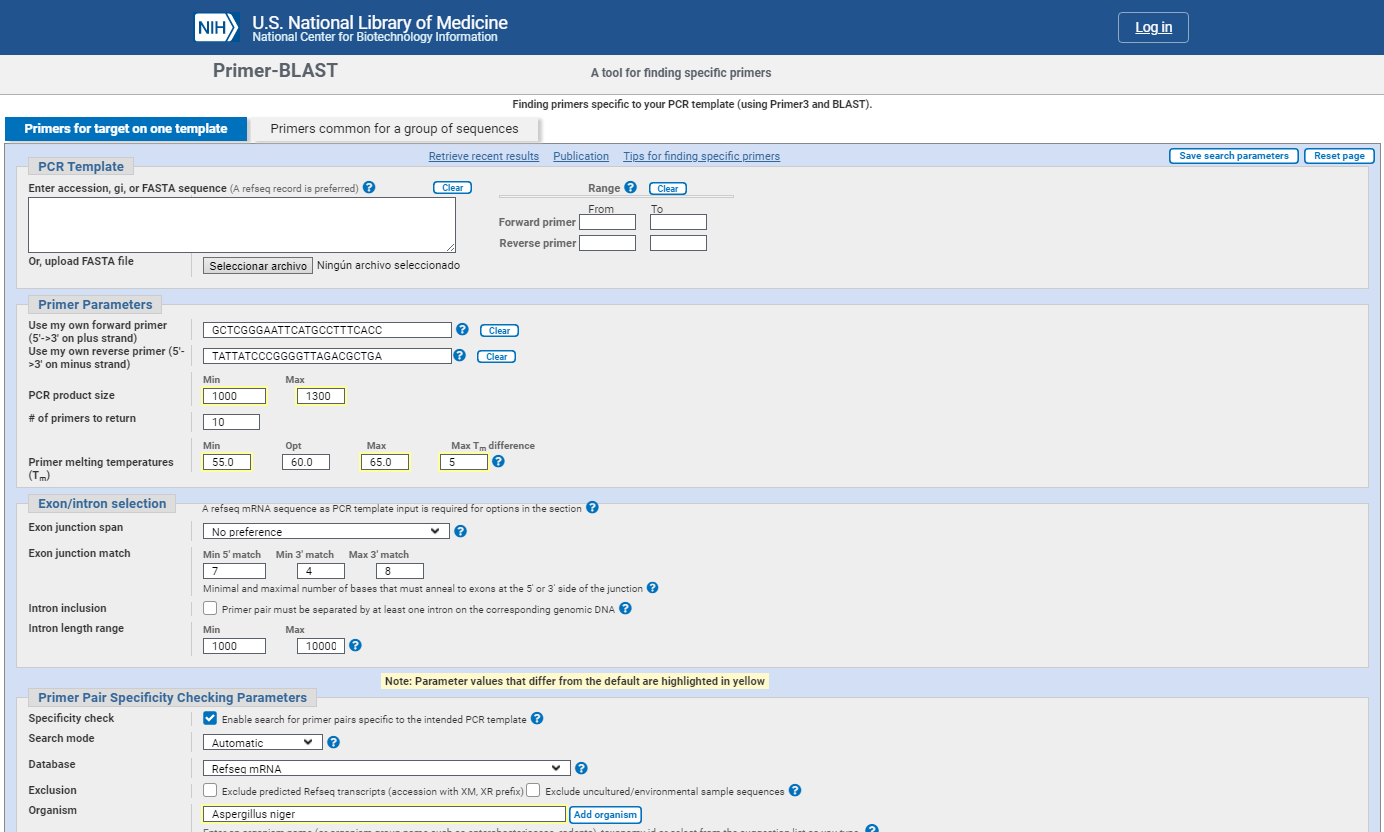 NIH U.S. National Library of Medicine
National Center for Biotechnology Information
Log in
Primer-BLAST A tool for finding specific primers
Finding primers specific to your PCR template (using Primer3 and BLAST).
Primers for target on one template Primers common for a group of sequences
Retrieve recent results Publication Tips for finding specific primers Save search parameters Reset page
PCR Template
Enter accession, gi, or FASTA sequence (A refseq record is preferred) ? Clear Range ? Clear
From To
Forward primer
Reverse primer
Or, upload FASTA file Seleccionar archivo Ningún archivo seleccionado
Primer Parameters
Use my own forward primer
(5'->3' on plus strand) GCTCGGGAATTCATGCCTTTCACC ? Clear
Use my own reverse primer (5'-
>3' on minus strand) TATTATCCCGGGGTTAGACGCTGA ? Clear
Min Max
PCR product size 1000 1300
# of primers to return 10
Min Opt Max Max Tm difference
Primer melting temperatures 55.0 60.0 65.0 5 ?
(Tm)
Exon/intron selection
A refseq mRNA sequence as PCR template input is required for options in the section ?
Exon junction span No preference ?
Exon junction match Min 5' match Min 3' match Max 3' match
7 4 8
Minimal and maximal number of bases that must anneal to exons at the 5' or 3' side of the junction ?
Intron inclusion Primer pair must be separated by at least one intron on the corresponding genomic DNA ?
Intron length range Min Max
1000 10000 ?
Note: Parameter values that differ from the default are highlighted in yellow
Primer Pair Specificity Checking Parameters
Specificity check Enable search for primer pairs specific to the intended PCR template ?
Search mode Automatic ?
Database Refseq mRNA ?
Exclusion Exclude predicted Refseq transcripts (accession with XM, XR prefix) Exclude uncultured/environmental sample sequences ?
Organism Aspergillus niger Add organism